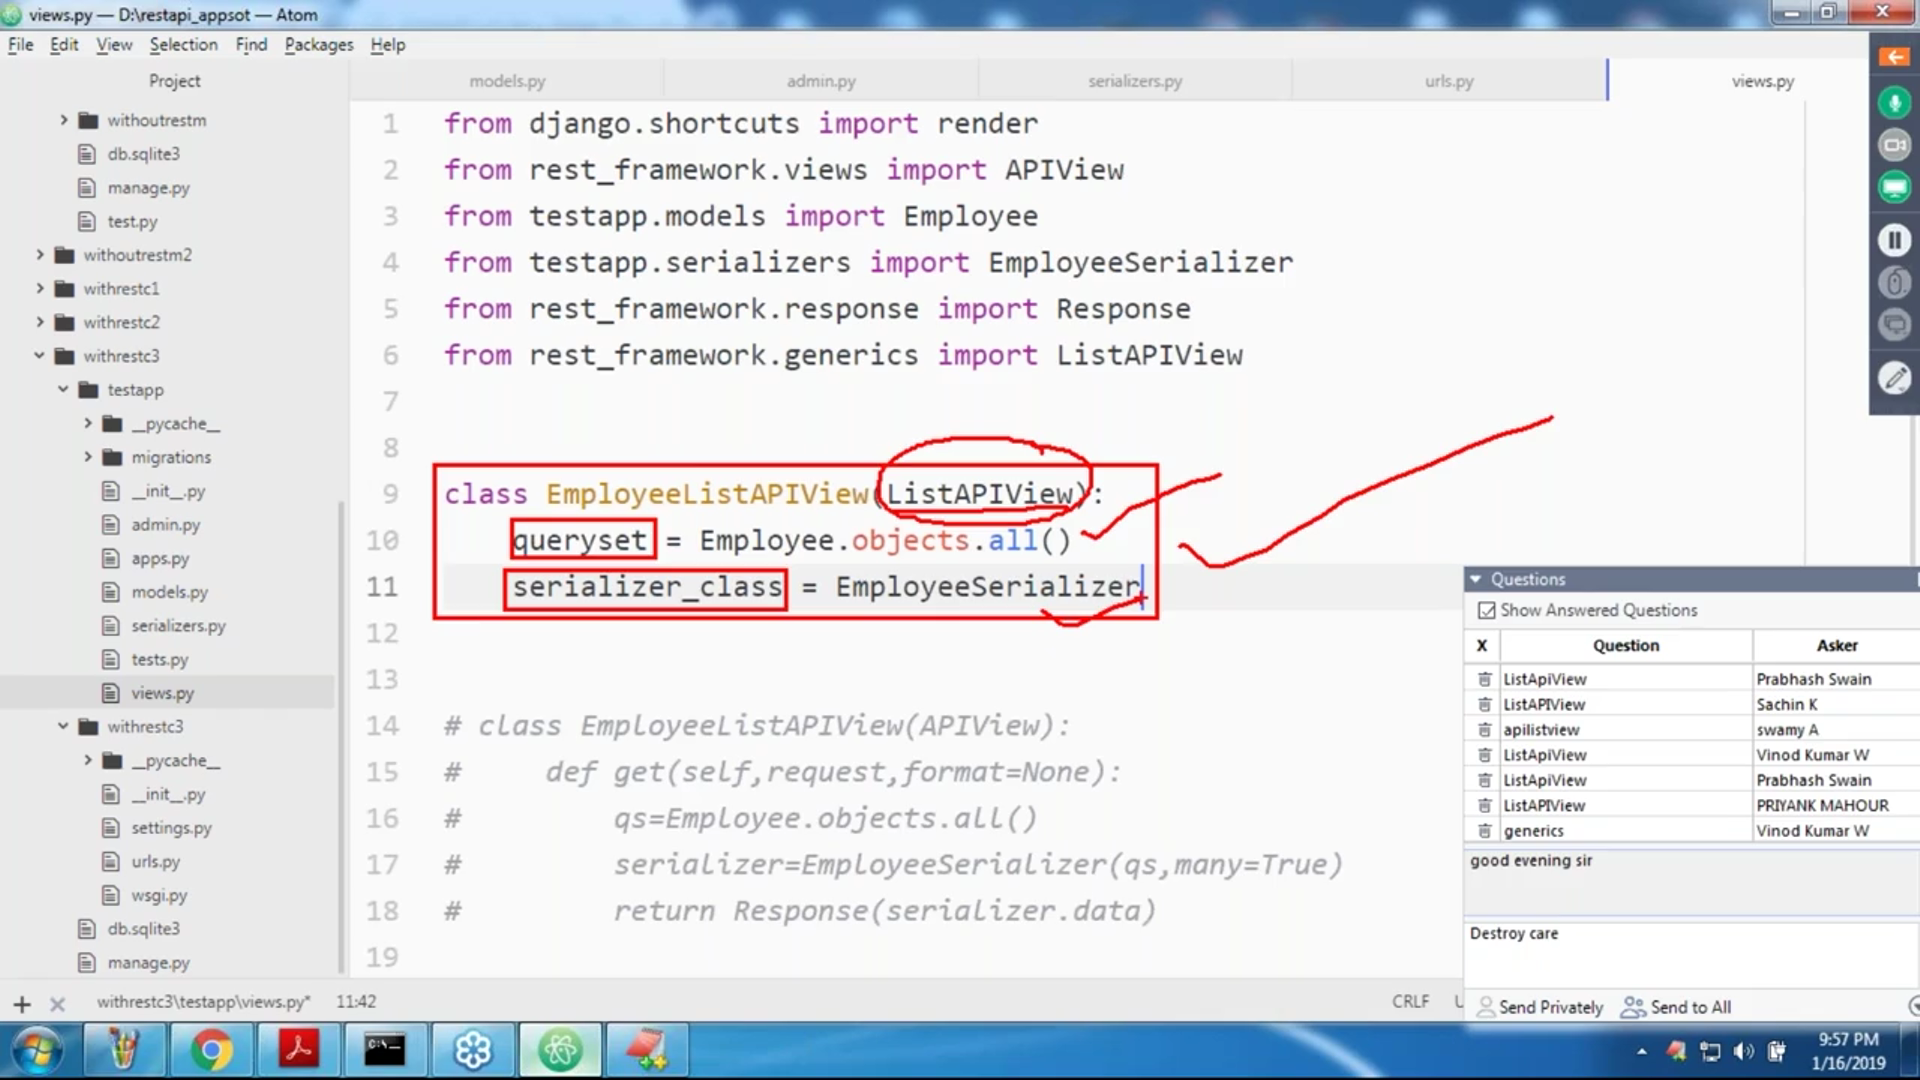 views.py — D:\restapi_appsot — Atom
File Edit View Selection Find Packages Help
Project
models.py admin.py serializers.py urls.py views.py
withoutrestm
db.sqlite3
manage.py
test.py
withoutrestm2
withrestc1
withrestc2
withrestc3
testapp
__pycache__
migrations
__init__.py
admin.py
apps.py
models.py
serializers.py
tests.py
views.py
withrestc3
__pycache__
__init__.py
settings.py
urls.py
wsgi.py
db.sqlite3
manage.py
1 from django.shortcuts import render
2 from rest_framework.views import APIView
3 from testapp.models import Employee
4 from testapp.serializers import EmployeeSerializer
5 from rest_framework.response import Response
6 from rest_framework.generics import ListAPIView
7
8
9 class EmployeeListAPIView(ListAPIView):
10 queryset = Employee.objects.all()
11 serializer_class = EmployeeSerializer
12
13
14 # class EmployeeListAPIView(APIView):
15 # def get(self,request,format=None):
16 # qs=Employee.objects.all()
17 # serializer=EmployeeSerializer(qs,many=True)
18 # return Response(serializer.data)
19
Questions
Show Answered Questions
X Question Asker
ListApiView Prabhash Swain
ListAPIView Sachin K
apilistview swamy A
ListApiView Vinod Kumar W
ListApiView Prabhash Swain
ListAPIView PRIYANK MAHOUR
generics Vinod Kumar W
good evening sir
Destroy care
Send Privately Send to All
withrestc3\testapp\views.py* 11:42 CRLF U
C:\
9:57 PM
1/16/2019